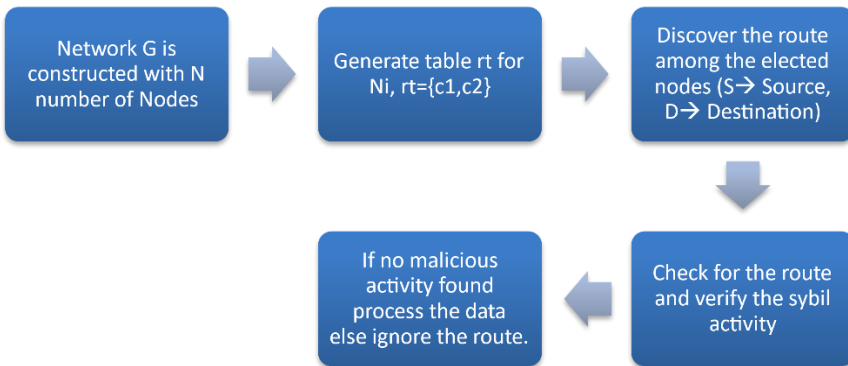 Network G is
constructed with N
number of Nodes
Generate table rt for
Ni, rt={c1,c2}
Discover the route
among the elected
nodes (S→ Source,
D→ Destination)
Check for the route
and verify the sybil
activity
If no malicious
activity found
process the data
else ignore the route.